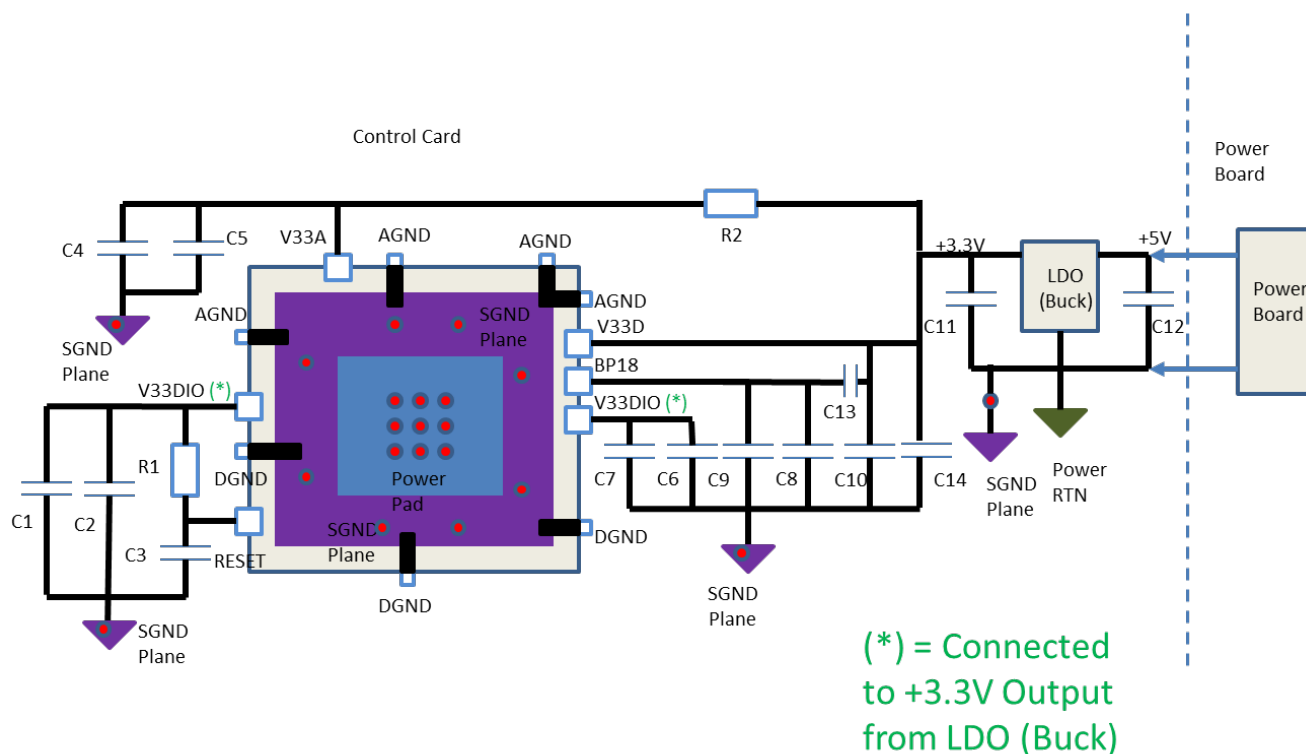 Control Card
Power
Board
C4
C5
V33A
AGND
AGND
R2
+3.3V
+5V
LDO
(Buck)
Power
Board
AGND
SGND
Plane
AGND
V33D
C11
C12
SGND
Plane
BP18
V33DIO (*)
V33DIO (*)
C13
R1
DGND
Power
Pad
C7
C6
C9
C8
C10
C14
SGND
Plane
Power
RTN
C1
C2
C3
RESET
SGND
Plane
DGND
DGND
SGND
Plane
SGND
Plane
(*) = Connected
to +3.3V Output
from LDO (Buck)